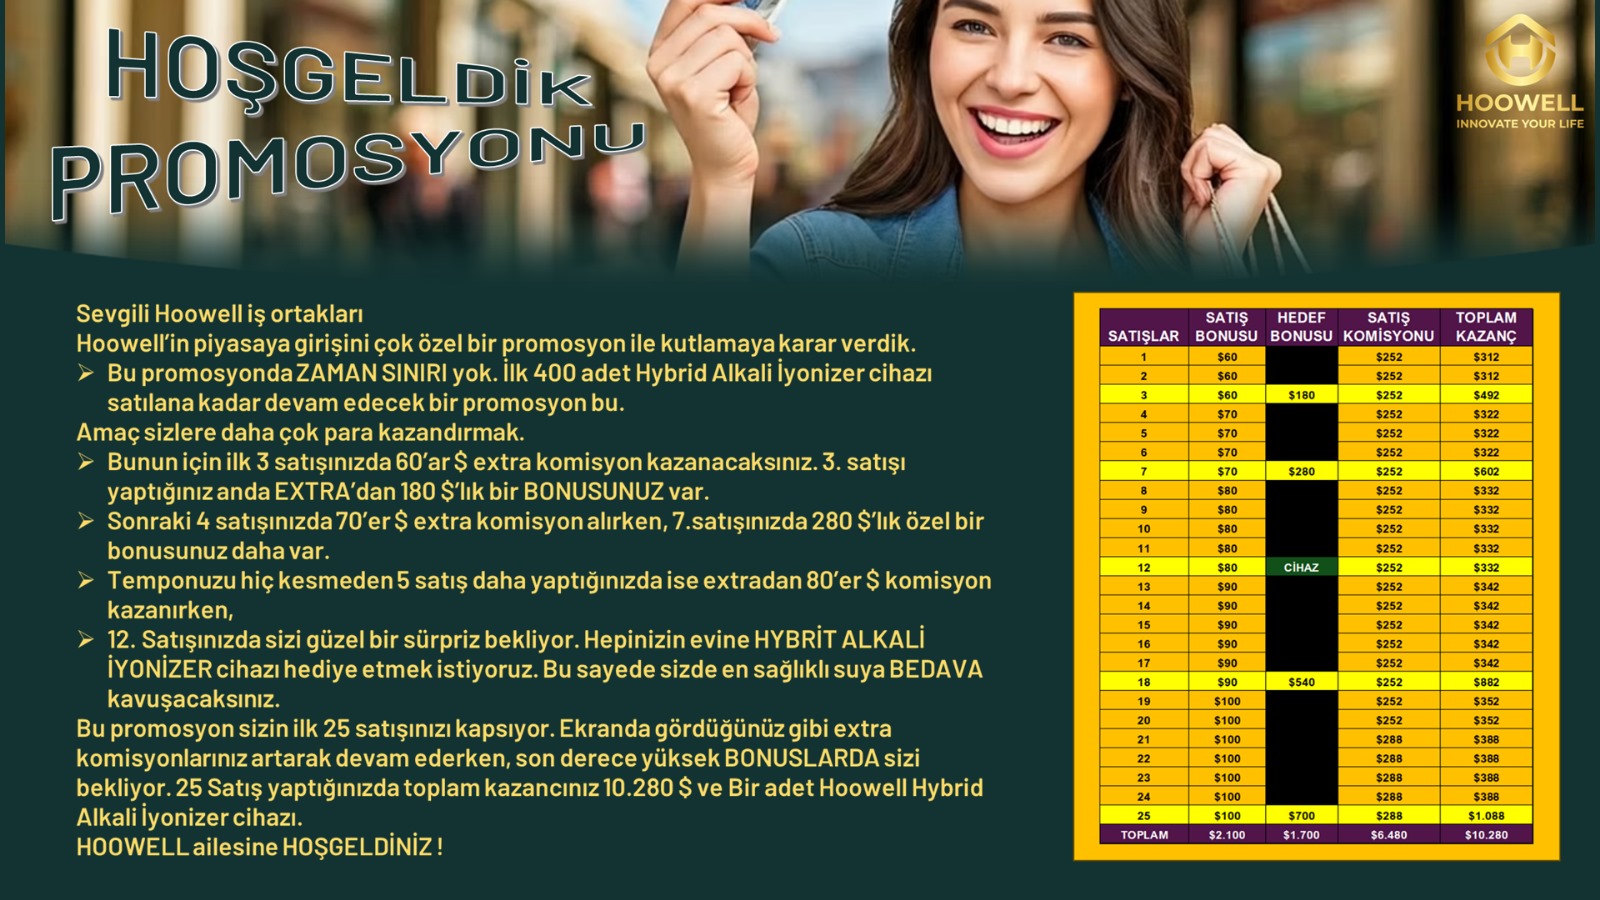 HOŞGELDİK
PROMOSYONU
HOOWELL
INNOVATE YOUR LIFE
Sevgili Hoowell iş ortakları
Hoowell’in piyasaya girişini çok özel bir promosyon ile kutlamaya karar verdik.
➢ Bu promosyonda ZAMAN SINIRI yok. İlk 400 adet Hybrid Alkali İyonizer cihazı
satılana kadar devam edecek bir promosyon bu.
Amaç sizlere daha çok para kazandırmak.
➢ Bunun için ilk 3 satışınızda 60’ar $ extra komisyon kazanacaksınız. 3. satışı
yaptığınız anda EXTRA’dan 180 $’lık bir BONUSUNUZ var.
➢ Sonraki 4 satışınızda 70’er $ extra komisyon alırken, 7.satışınızda 280 $’lık özel bir
bonusunuz daha var.
➢ Temponuzu hiç kesmeden 5 satış daha yaptığınızda ise extradan 80’er $ komisyon
kazanırken,
➢ 12. Satışınızda sizi güzel bir sürpriz bekliyor. Hepinizin evine HYBRİT ALKALİ
İYONİZER cihazı hediye etmek istiyoruz. Bu sayede sizde en sağlıklı suya BEDAVA
kavuşacaksınız.
Bu promosyon sizin ilk 25 satışınızı kapsıyor. Ekranda gördüğünüz gibi extra
komisyonlarınız artarak devam ederken, son derece yüksek BONUSLARDA sizi
bekliyor. 25 Satış yaptığınızda toplam kazancınız 10.280 $ ve Bir adet Hoowell Hybrid
Alkali İyonizer cihazı.
HOOWELL ailesine HOŞGELDİNİZ !
SATIŞLAR SATIŞ BONUSU HEDEF BONUSU SATIŞ KOMİSYONU TOPLAM KAZANÇ
1 $60 $252 $312
2 $60 $252 $312
3 $60 $180 $252 $492
4 $70 $252 $322
5 $70 $252 $322
6 $70 $252 $322
7 $70 $280 $252 $602
8 $80 $252 $332
9 $80 $252 $332
10 $80 $252 $332
11 $80 $252 $332
12 $80 CİHAZ $252 $332
13 $90 $252 $342
14 $90 $252 $342
15 $90 $252 $342
16 $90 $252 $342
17 $90 $252 $342
18 $90 $540 $252 $882
19 $100 $252 $352
20 $100 $252 $352
21 $100 $288 $388
22 $100 $288 $388
23 $100 $288 $388
24 $100 $288 $388
25 $100 $700 $288 $1.088
TOPLAM $2.100 $1.700 $6.480 $10.280